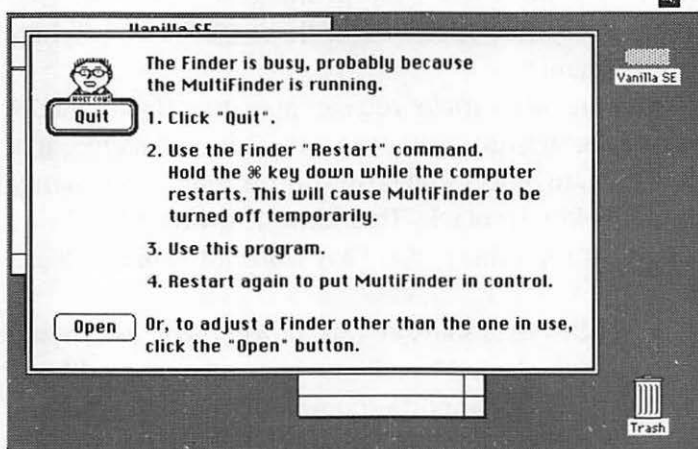 Vanilla SE
The Finder is busy, probably because
the MultiFinder is running.
Vanilla SE
Quit
1. Click "Quit".
2. Use the Finder "Restart" command.
Hold the ⌘ key down while the computer
restarts. This will cause MultiFinder to be
turned off temporarily.
3. Use this program.
4. Restart again to put MultiFinder in control.
Open
Or, to adjust a Finder other than the one in use,
click the "Open" button.
Trash